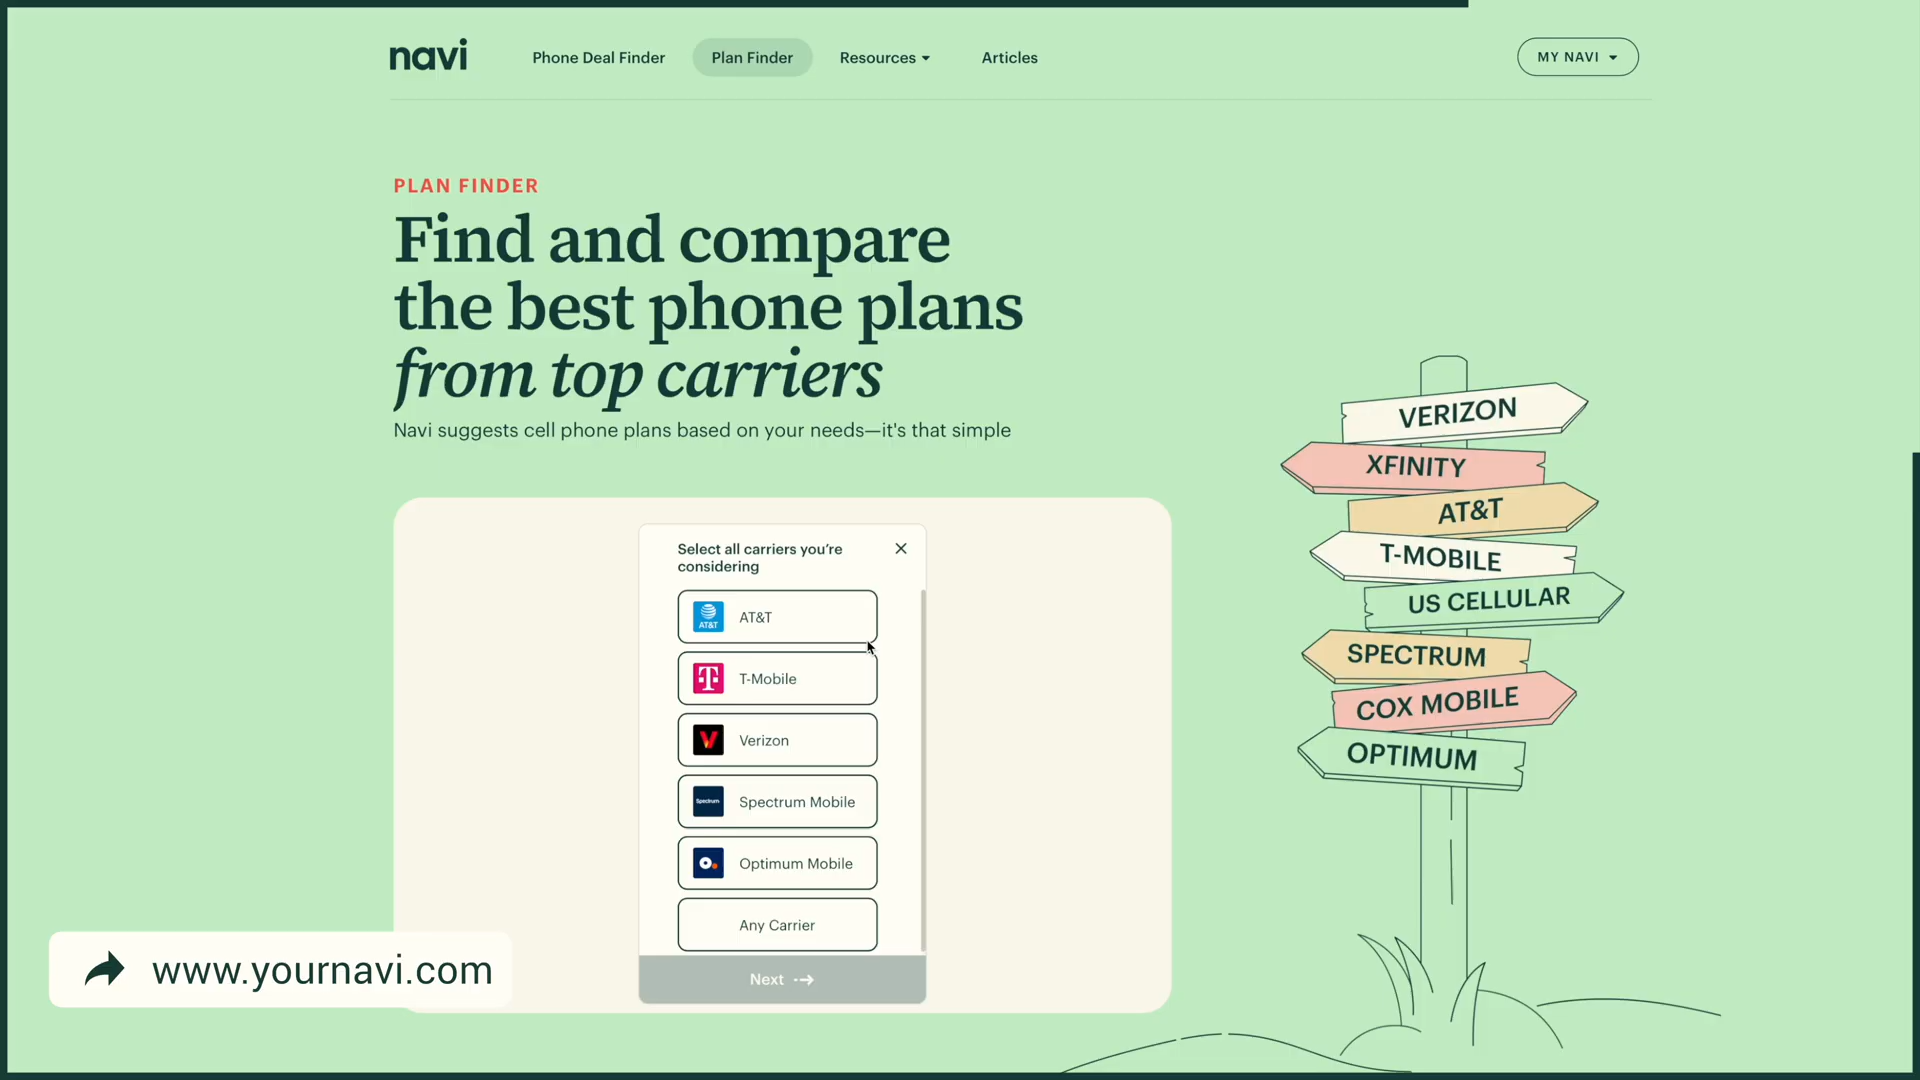 navi
Phone Deal Finder
Plan Finder
Resources
Articles
MY NAVI
PLAN FINDER
Find and compare
the best phone plans
from top carriers
Navi suggests cell phone plans based on your needs—it's that simple
Select all carriers you’re
considering
AT&T
AT&T
T-Mobile
Verizon
Spectrum
Spectrum Mobile
Optimum Mobile
Any Carrier
Next
VERIZON
XFINITY
AT&T
T-MOBILE
US CELLULAR
SPECTRUM
COX MOBILE
OPTIMUM
www.yournavi.com